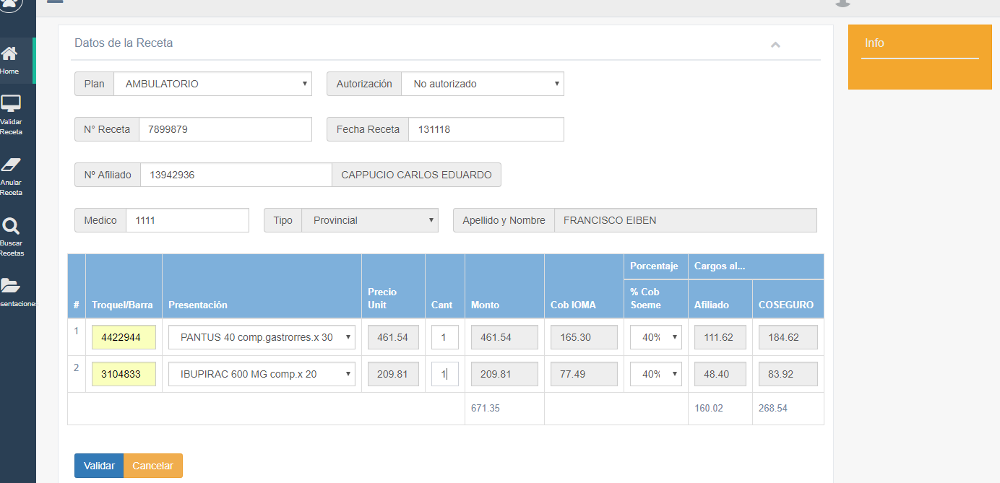 Home
Validar
Receta
Anular
Receta
Buscar
Recetas
sentaciones
Datos de la Receta
Plan AMBULATORIO Autorización No autorizado
N° Receta 7899879 Fecha Receta 131118
Nº Afiliado 13942936 CAPPUCIO CARLOS EDUARDO
Medico 1111 Tipo Provincial Apellido y Nombre FRANCISCO EIBEN
Porcentaje Cargos al...
# Troquel/Barra Presentación Precio Unit Cant Monto Cob IOMA % Cob Soeme Afiliado COSEGURO
1 4422944 PANTUS 40 comp.gastrorres.x 30 461.54 1 461.54 165.30 40% 111.62 184.62
2 3104833 IBUPIRAC 600 MG comp.x 20 209.81 1 209.81 77.49 40% 48.40 83.92
671.35 160.02 268.54
Validar Cancelar
Info